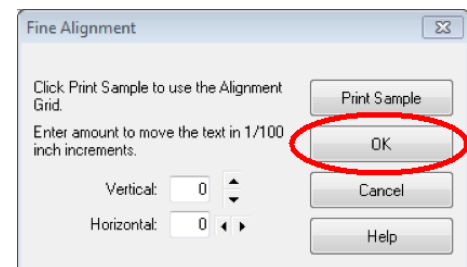 Fine Alignment
Click Print Sample to use the Alignment
Grid.
Enter amount to move the text in 1/100
inch increments.
Vertical: 0
Horizontal: 0
Print Sample
OK
Cancel
Help